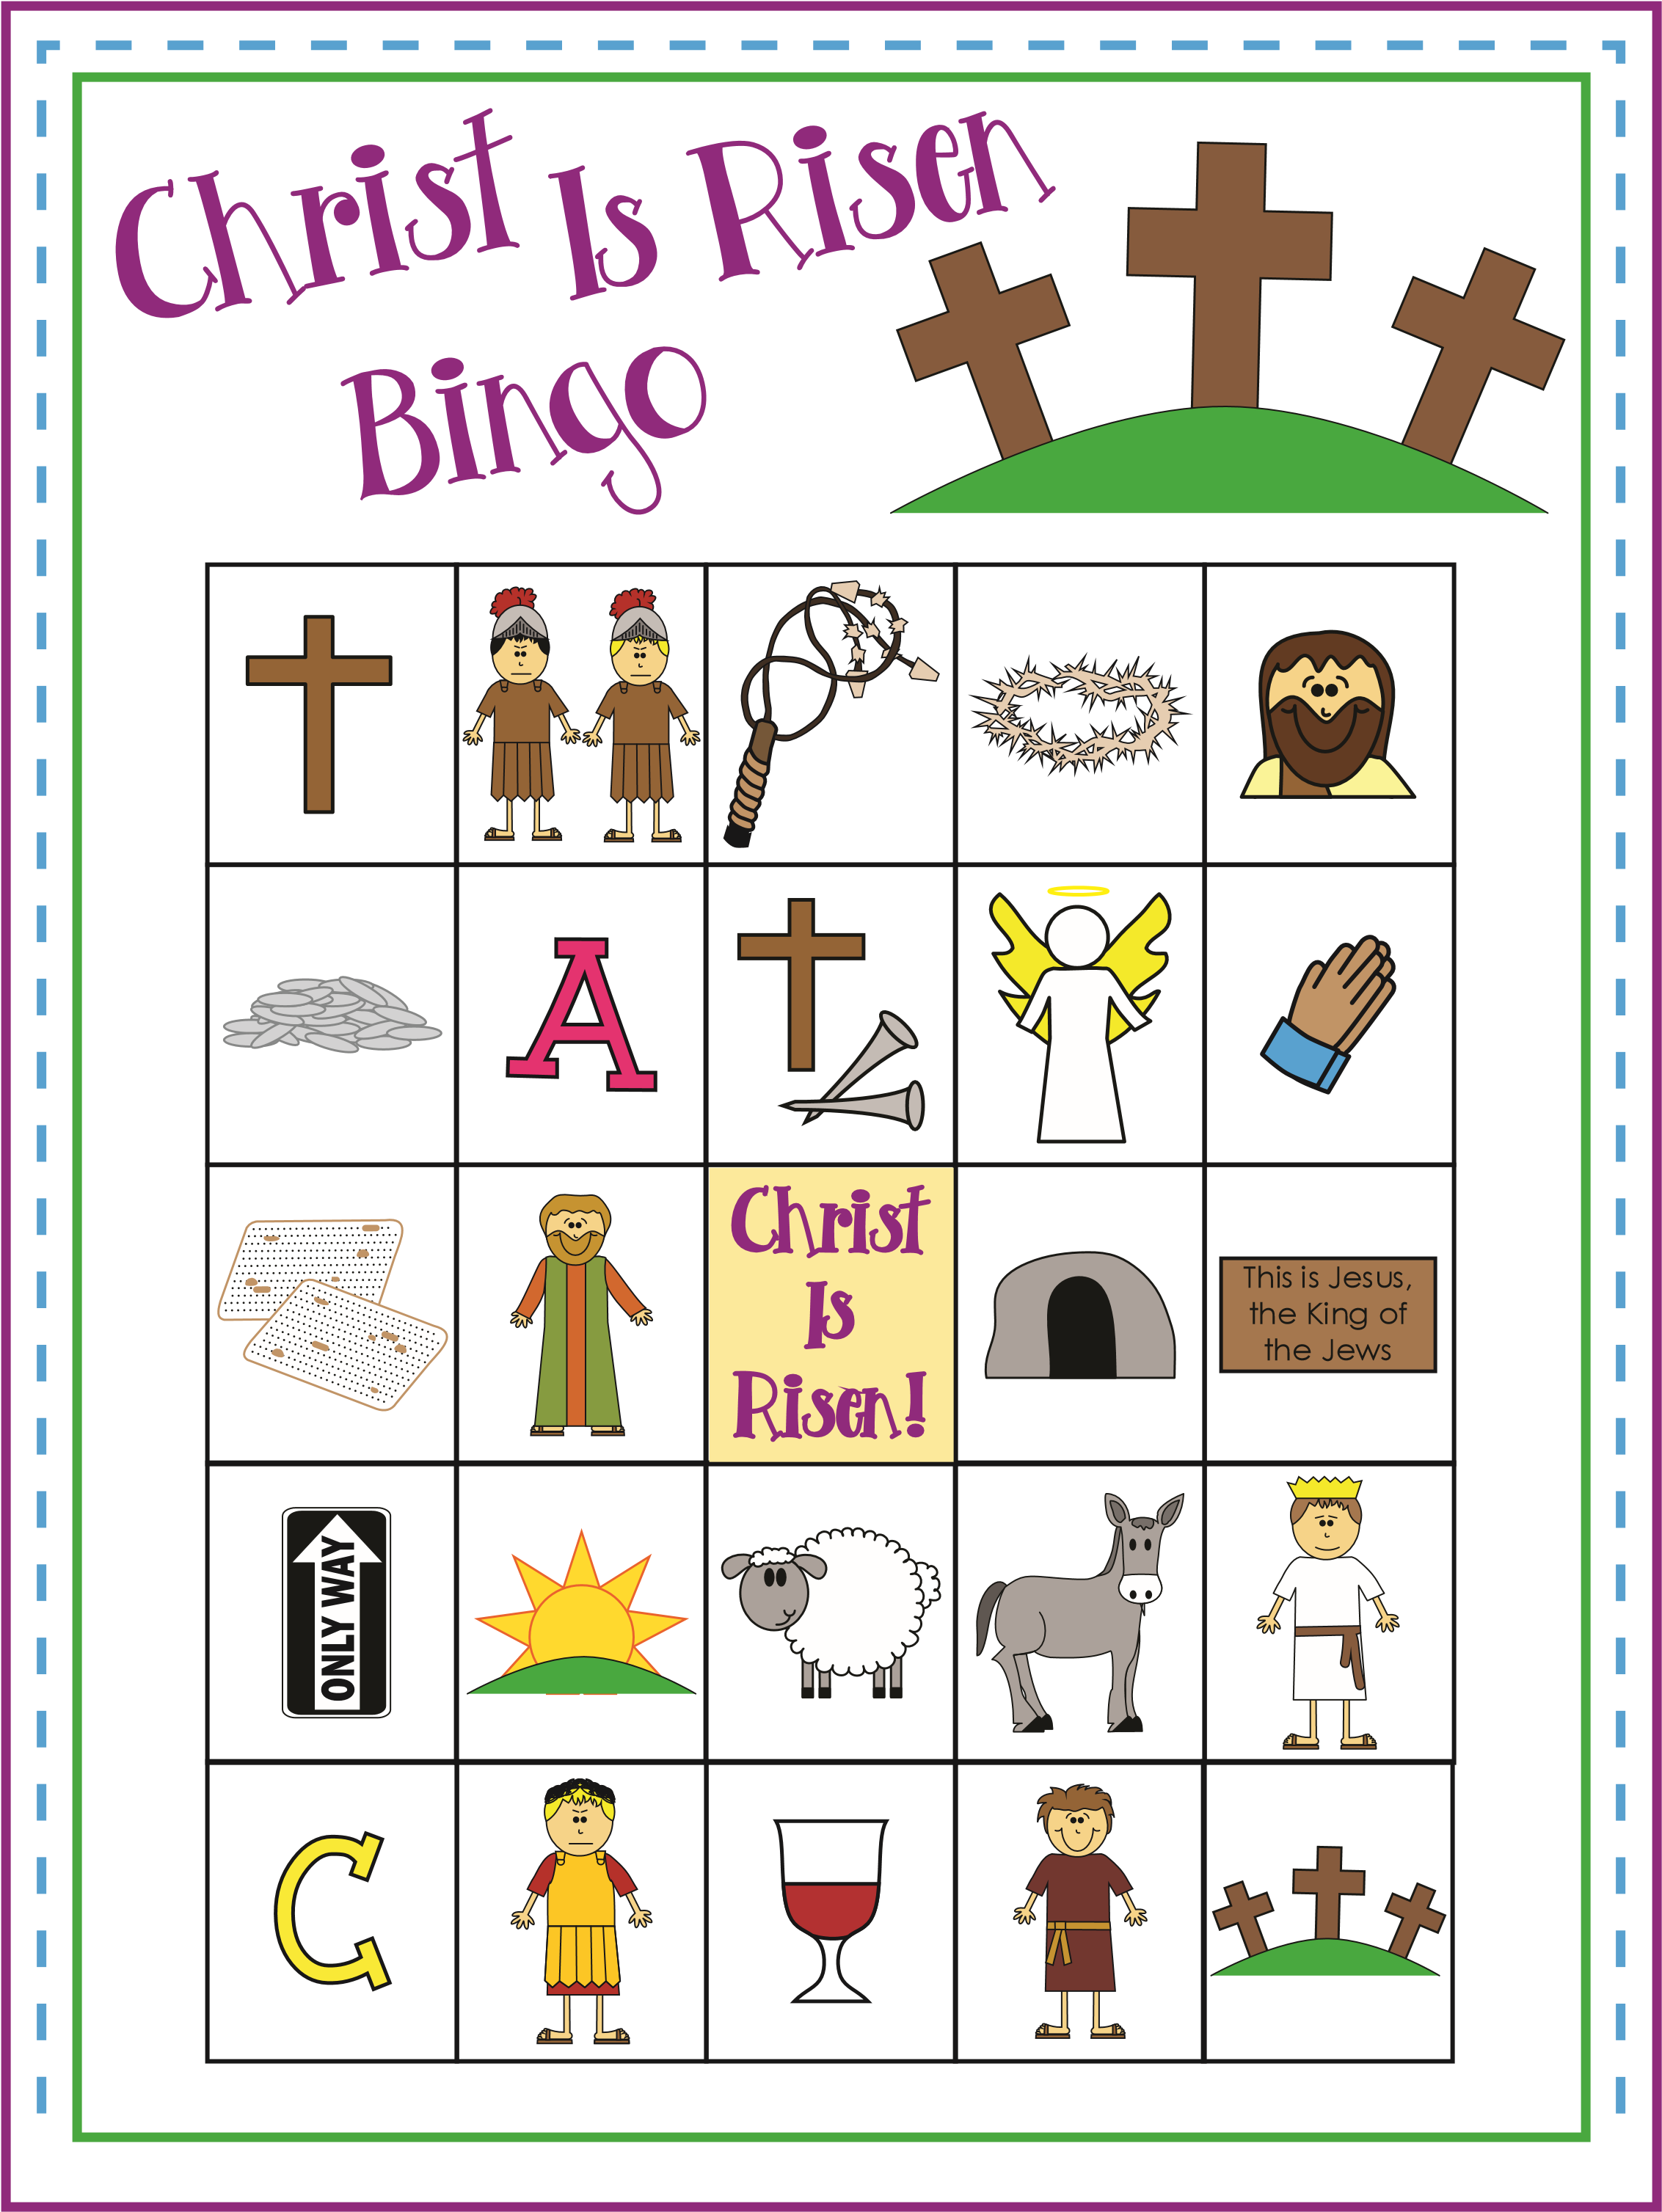 Christ Is Risen
Bingo
A
Christ
Is
Risen!
This is Jesus,
the King of
the Jews
ONLY WAY
C